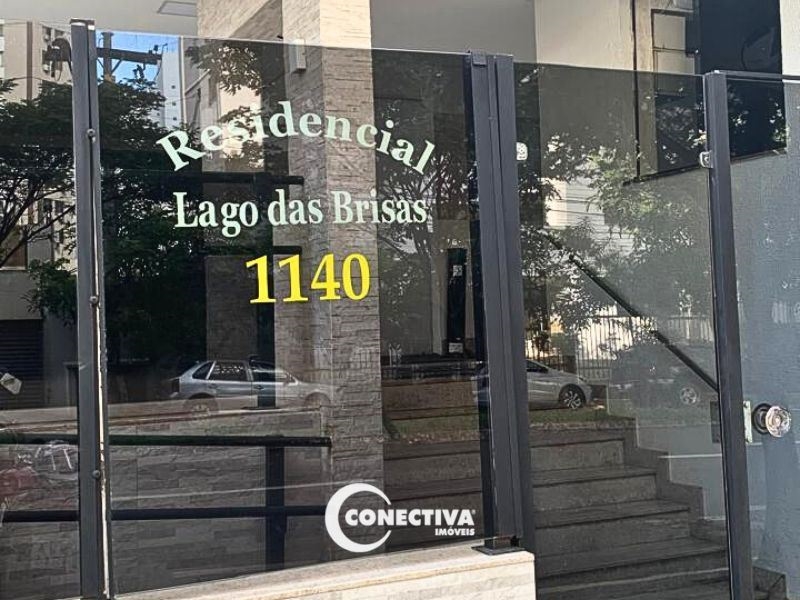 Residencial
Lago das Brisas
1140
CONECTIVA
IMÓVEIS